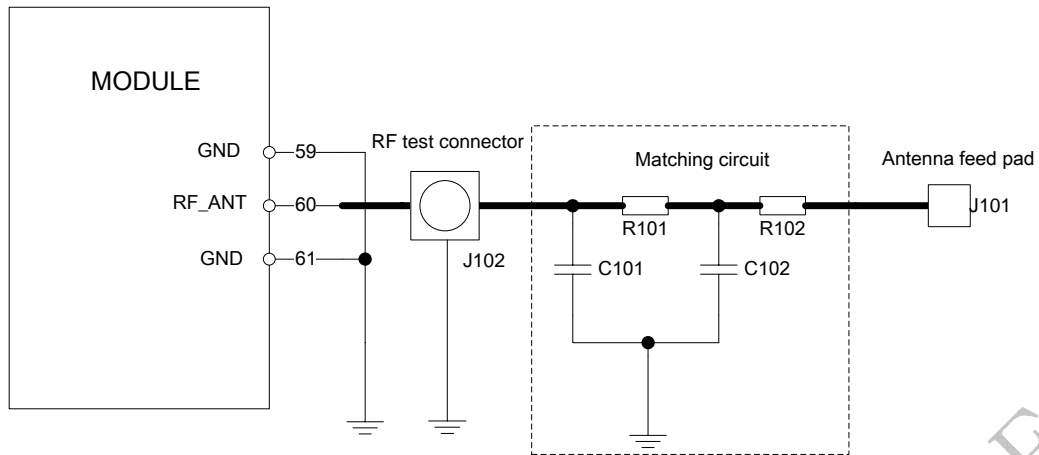 MODULE
GND
59
RF_ANT
60
GND
61
RF test connector
J102
Matching circuit
R101
R102
C101
C102
Antenna feed pad
J101
E